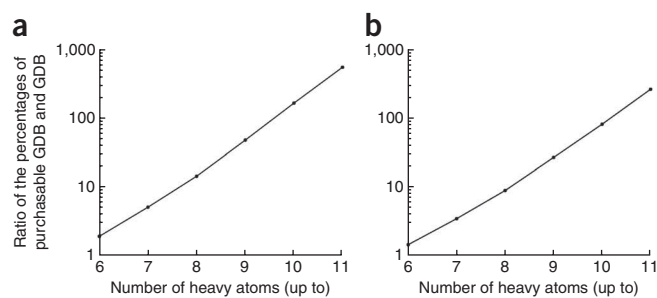 a
b
Ratio of the percentages of
purchasable GDB and GDB
1,000
100
10
1
6 7 8 9 10 11
Number of heavy atoms (up to)
1,000
100
10
1
6 7 8 9 10 11
Number of heavy atoms (up to)